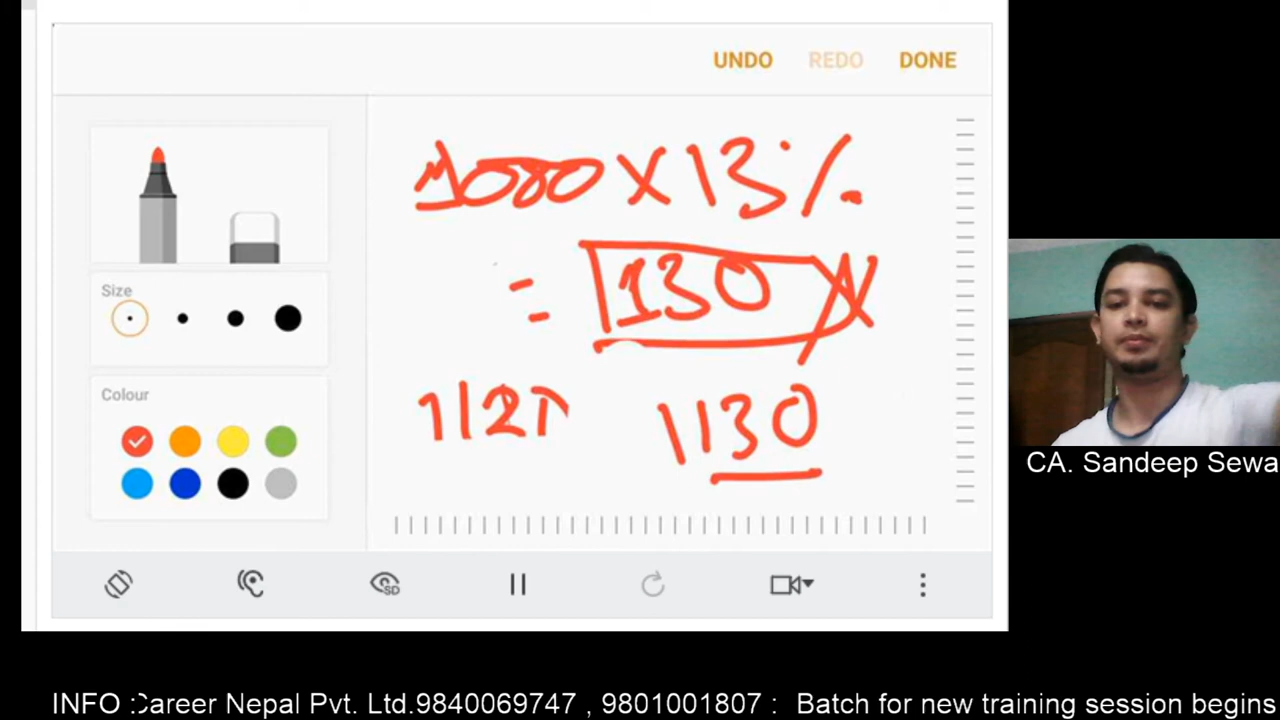 UNDO REDO DONE
1000 X 13%
Size
= 130
Colour
1130
SD
CA. Sandeep Sewa
INFO : Career Nepal Pvt. Ltd.9840069747 , 9801001807 : Batch for new training session begins